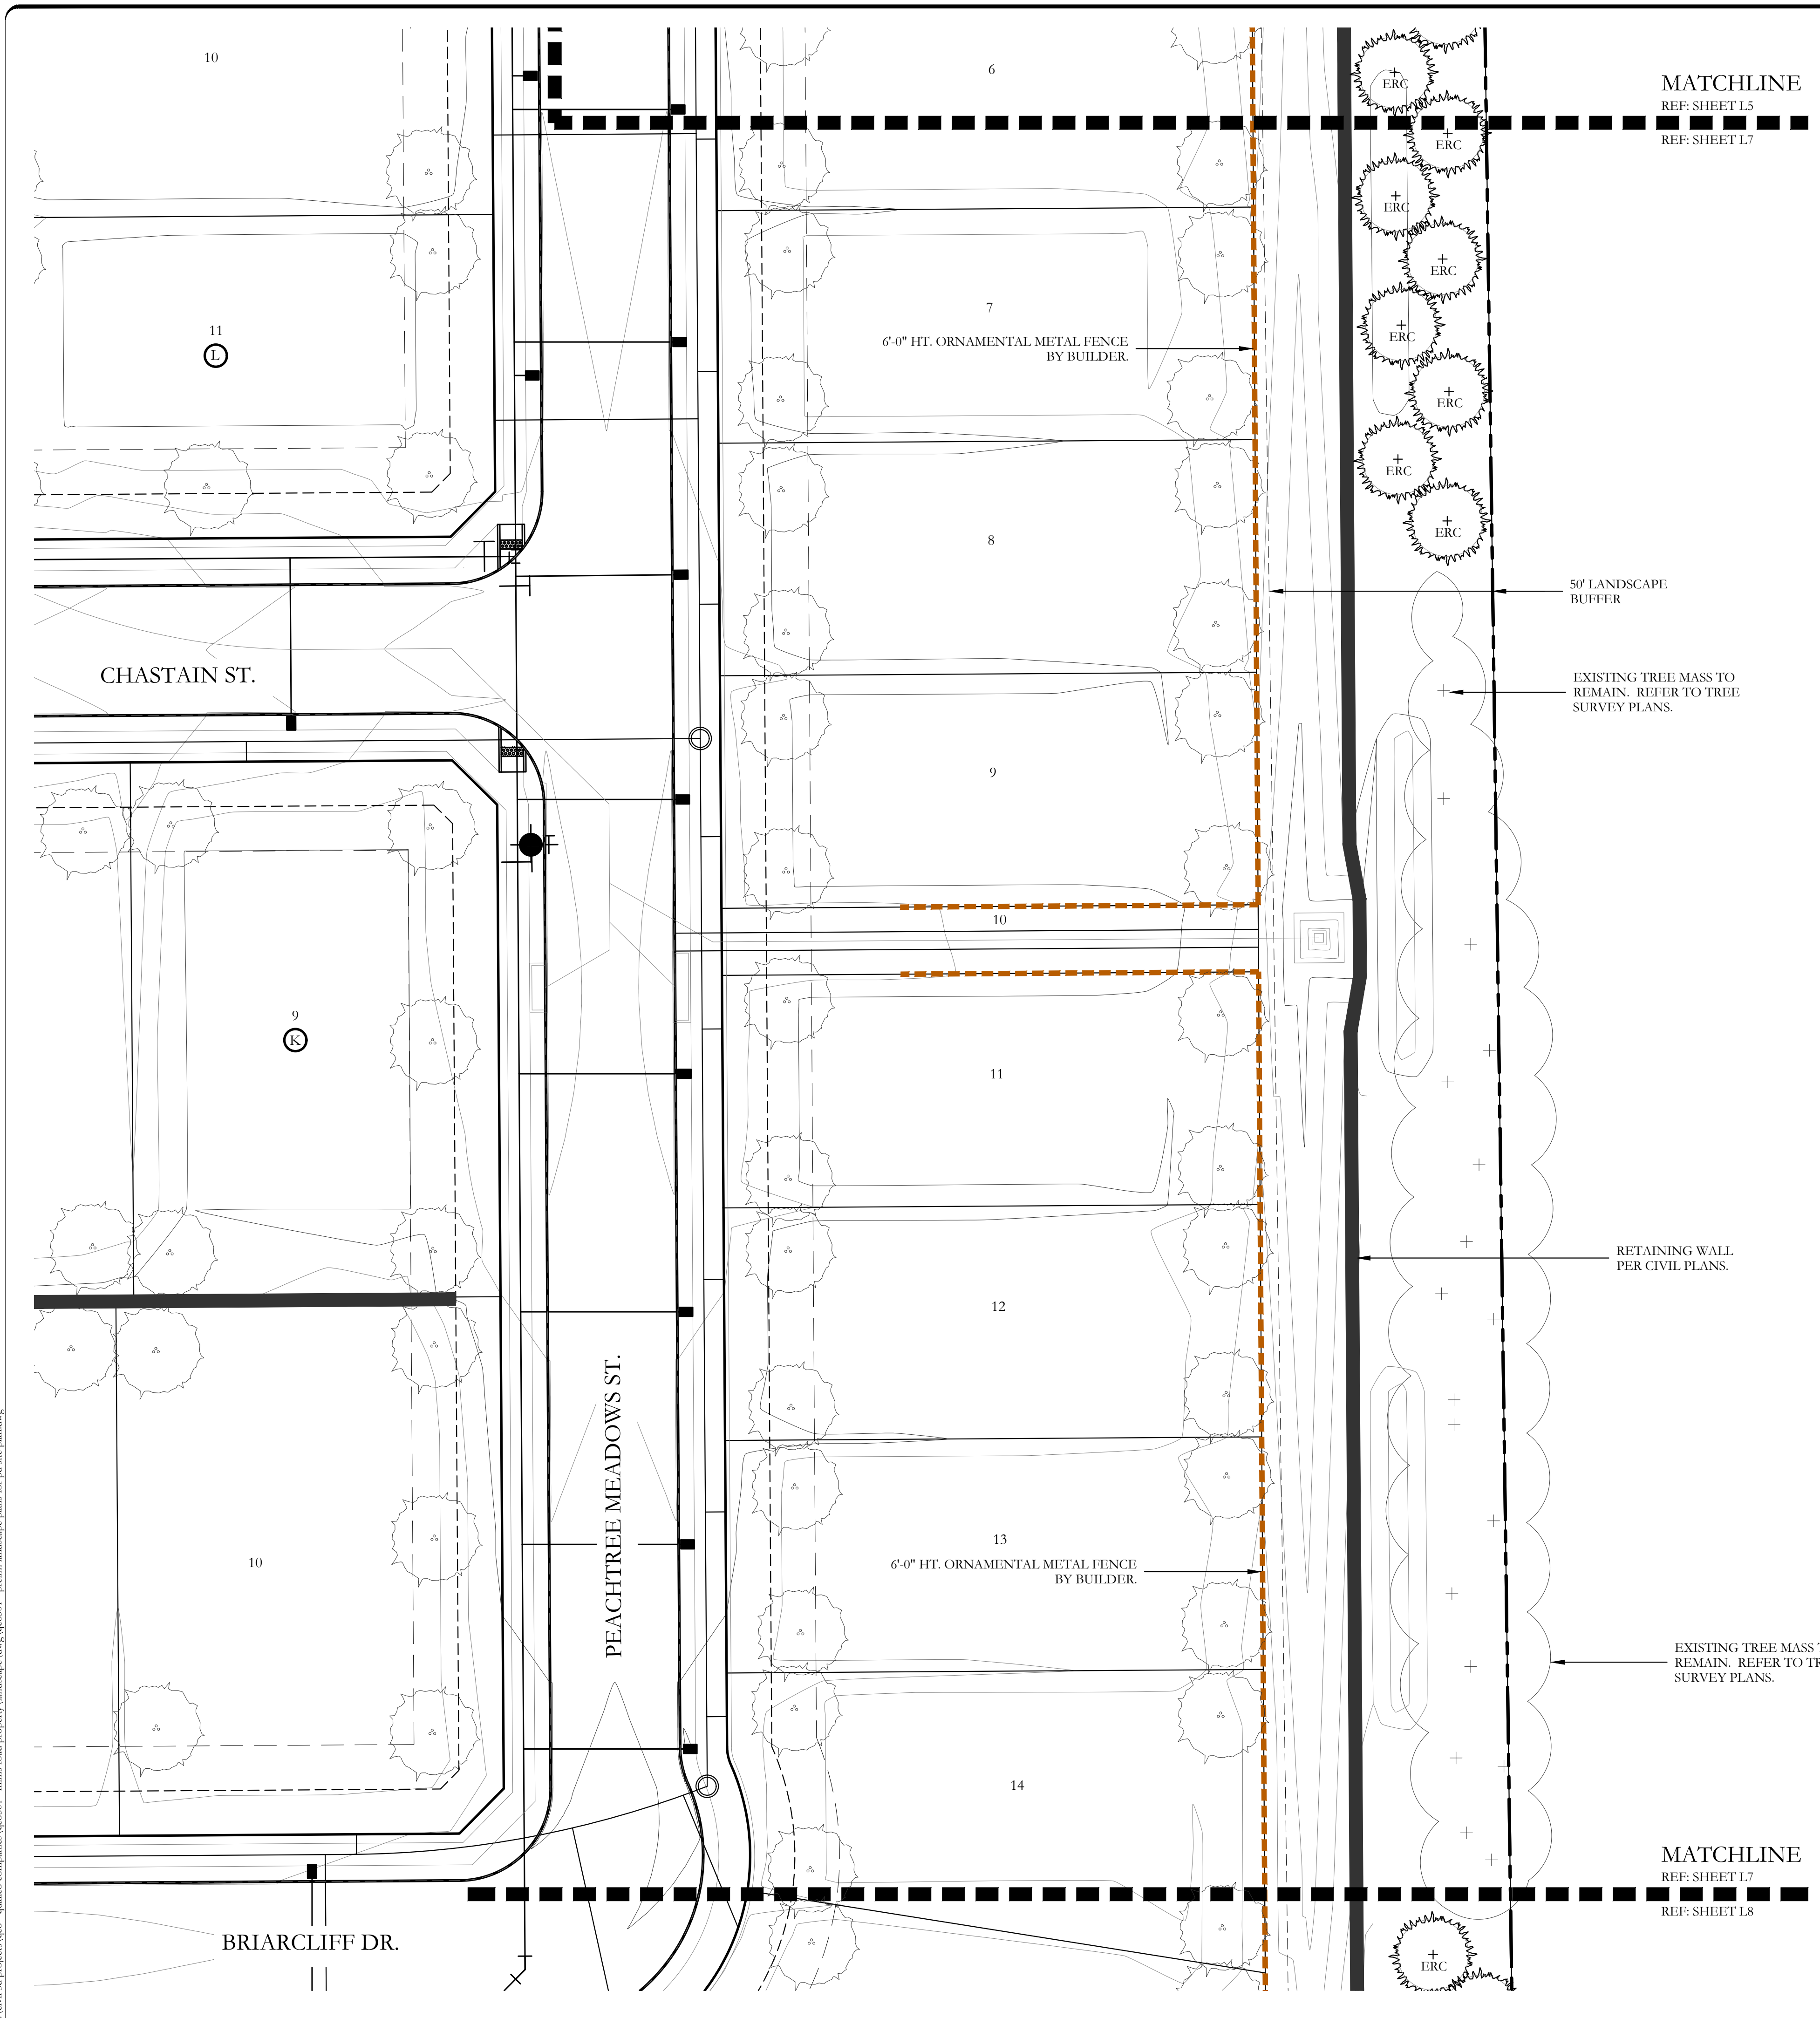 10
6
MATCHLINE
REF: SHEET L5
REF: SHEET L7
ERC
ERC
ERC
ERC
ERC
ERC
ERC
ERC
7
11
L
6'-0" HT. ORNAMENTAL METAL FENCE
BY BUILDER.
8
50' LANDSCAPE
BUFFER
CHASTAIN ST.
EXISTING TREE MASS TO
REMAIN. REFER TO TREE
SURVEY PLANS.
9
10
9
K
11
RETAINING WALL
PER CIVIL PLANS.
12
PEACHTREE MEADOWS ST.
13
6'-0" HT. ORNAMENTAL METAL FENCE
BY BUILDER.
10
EXISTING TREE MASS
REMAIN. REFER TO
SURVEY PLANS.
14
MATCHLINE
REF: SHEET L7
REF: SHEET L8
BRIARCLIFF DR.
ERC